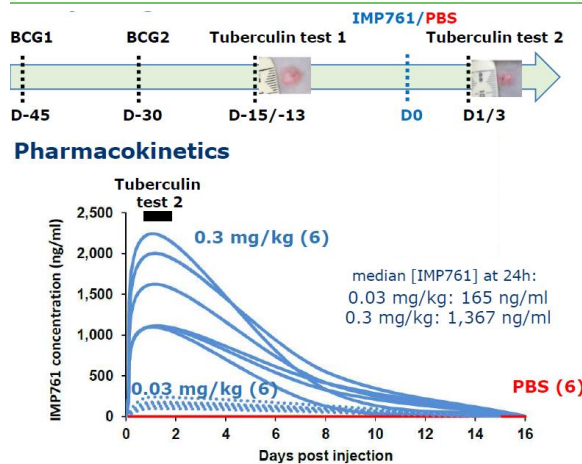 IMP761/PBS
BCG1 BCG2 Tuberculin test 1 Tuberculin test 2
D-45 D-30 D-15/-13 D0 D1/3
Pharmacokinetics
Tuberculin
test 2
2,500
2,000
1,500
1,000
500
0
IMP761 concentration (ng/ml)
0.3 mg/kg (6)
median [IMP761] at 24h:
0.03 mg/kg: 165 ng/ml
0.3 mg/kg: 1,367 ng/ml
0.03 mg/kg (6)
PBS (6)
0 2 4 6 8 10 12 14 16
Days post injection